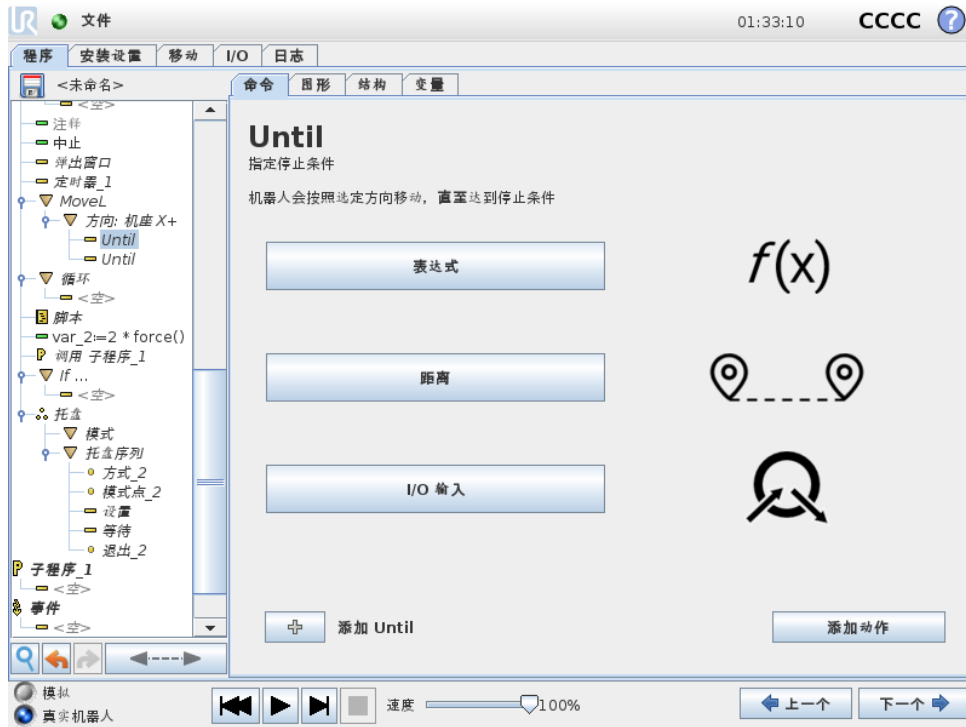 文件
01:33:10
CCCC
?
程序 安装设置 移动 I/O 日志
<未命名>
命令 图形 结构 变量
<空>
注释
中止
弹出窗口
定时器_1
MoveL
方向: 机座 X+
Until
Until
循环
<空>
脚本
var_2:=2 * force()
调用 子程序_1
If ...
<空>
托盘
模式
托盘序列
方式_2
模式点_2
设置
等待
退出_2
P 子程序_1
<空>
事件
<空>
Until
指定停止条件
机器人会按照选定方向移动，直至达到停止条件
表达式
f(x)
距离
I/O 输入
添加 Until
添加动作
模拟
真实机器人
速度
100%
上一个
下一个